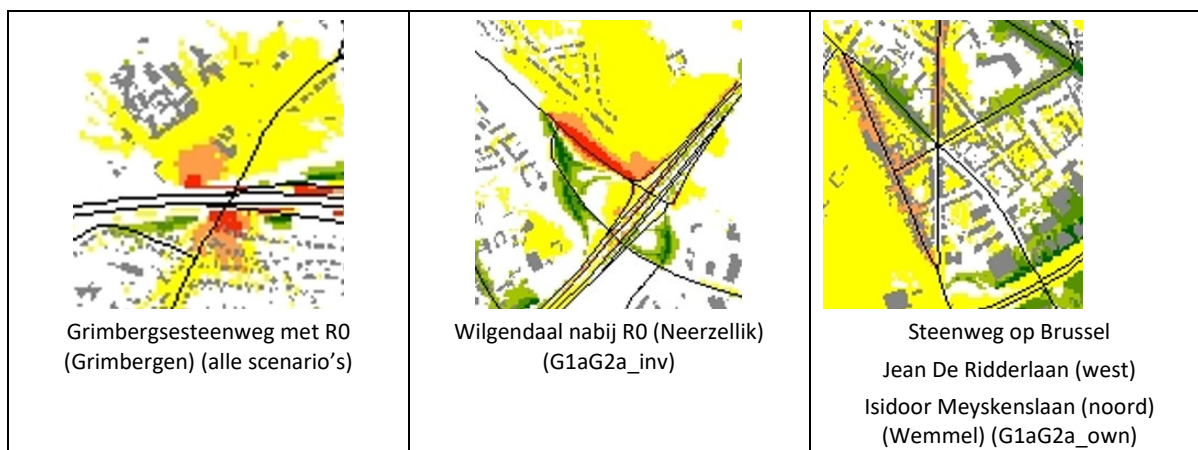 Grimbergsesteenweg met R0
(Grimbergen) (alle scenario's)
Wilgendaal nabij R0 (Neerzellik)
(G1aG2a_inv)
Steenweg op Brussel
Jean De Ridderlaan (west)
Isidoor Meyskenslaan (noord)
(Wemmel) (G1aG2a_own)